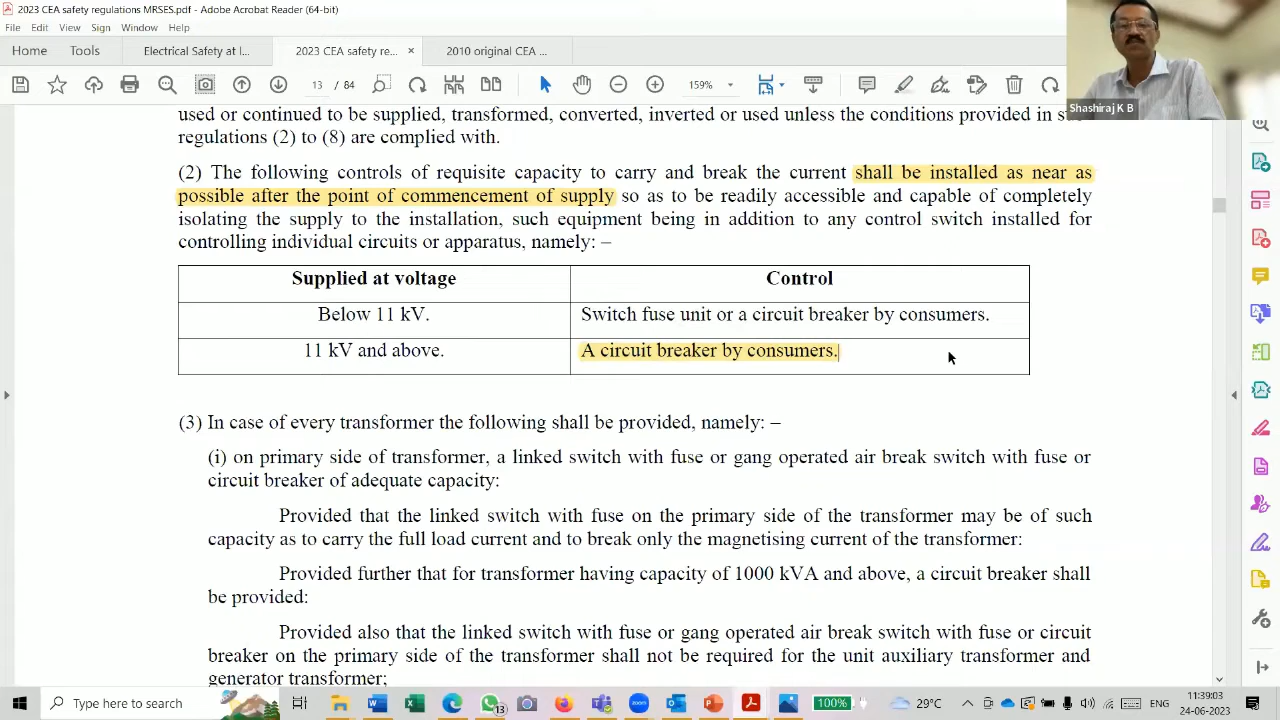 2023 CEA safety regulations MRSES.pdf - Adobe Acrobat Reader (64-bit)
File Edit View Sign Window Help
Home Tools Electrical Safety at I... 2023 CEA safety re... × 2010 original CEA ...
13 / 84 159%
Shashiraj K B
used or continued to be supplied, transformed, converted, inverted or used unless the conditions provided in su
regulations (2) to (8) are complied with.
(2) The following controls of requisite capacity to carry and break the current shall be installed as near as
possible after the point of commencement of supply so as to be readily accessible and capable of completely
isolating the supply to the installation, such equipment being in addition to any control switch installed for
controlling individual circuits or apparatus, namely: –
Supplied at voltage Control
Below 11 kV. Switch fuse unit or a circuit breaker by consumers.
11 kV and above. A circuit breaker by consumers.
(3) In case of every transformer the following shall be provided, namely: –
(i) on primary side of transformer, a linked switch with fuse or gang operated air break switch with fuse or
circuit breaker of adequate capacity:
Provided that the linked switch with fuse on the primary side of the transformer may be of such
capacity as to carry the full load current and to break only the magnetising current of the transformer:
Provided further that for transformer having capacity of 1000 kVA and above, a circuit breaker shall
be provided:
Provided also that the linked switch with fuse or gang operated air break switch with fuse or circuit
breaker on the primary side of the transformer shall not be required for the unit auxiliary transformer and
generator transformer;
Type here to search 13 zoom 100% 29°C ENG 11:39:03
24-06-2023